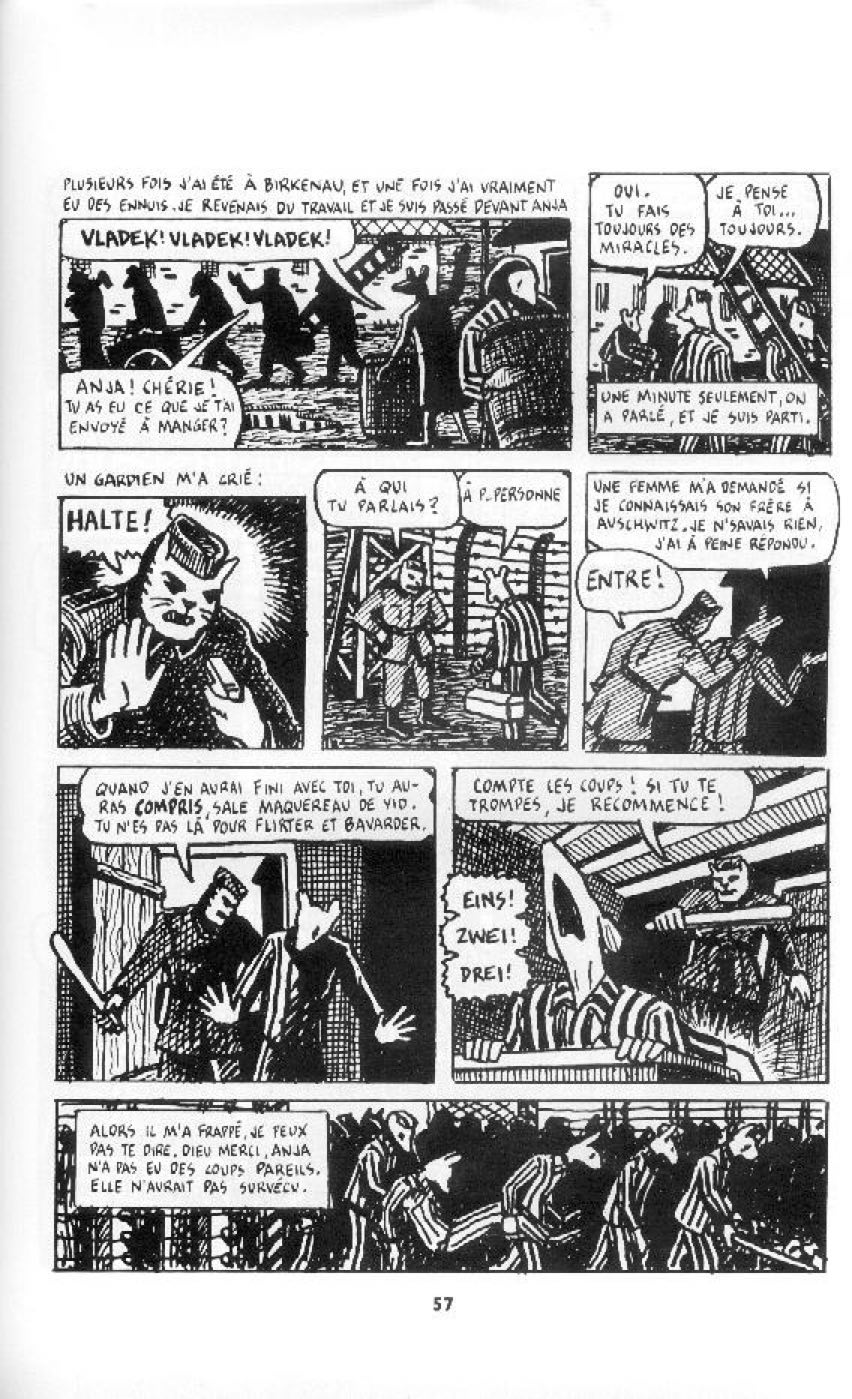 PLUSIEURS FOIS J'AI ÉTÉ À BIRKENAU, ET UNE FOIS J'AI VRAIMENT
EU DES ENNUIS. JE REVENAIS DU TRAVAIL ET JE SUIS PASSÉ DEVANT ANJA
VLADEK! VLADEK! VLADEK!
ANJA! CHÉRIE!
TU AS EU CE QUE JE T'AI
ENVOYÉ À MANGER?
OUI.
TU FAIS
TOUJOURS DES
MIRACLES.
JE PENSE
À TOI...
TOUJOURS.
UNE MINUTE SEULEMENT, ON
A PARLÉ, ET JE SUIS PARTI.
UN GARDIEN M'A CRIÉ:
HALTE!
À QUI
TU PARLAIS?
À P..PERSONNE
UNE FEMME M'A DEMANDÉ SI
JE CONNAISSAIS SON FRÈRE À
AUSCHWITZ. JE N'SAVAIS RIEN,
J'AI À PEINE RÉPONDU.
ENTRE!
QUAND J'EN AURAI FINI AVEC TOI, TU AU-
RAS COMPRIS, SALE MAQUEREAU DE YID.
TU N'ES PAS LÀ POUR FLIRTER ET BAVARDER.
COMPTE LES COUPS! SI TU TE
TROMPES, JE RECOMMENCE!
EINS!
ZWEI!
DREI!
ALORS IL M'A FRAPPÉ, JE PEUX
PAS TE DIRE. DIEU MERCI, ANJA
N'A PAS EU DES COUPS PAREILS.
ELLE N'AURAIT PAS SURVÉCU.
57